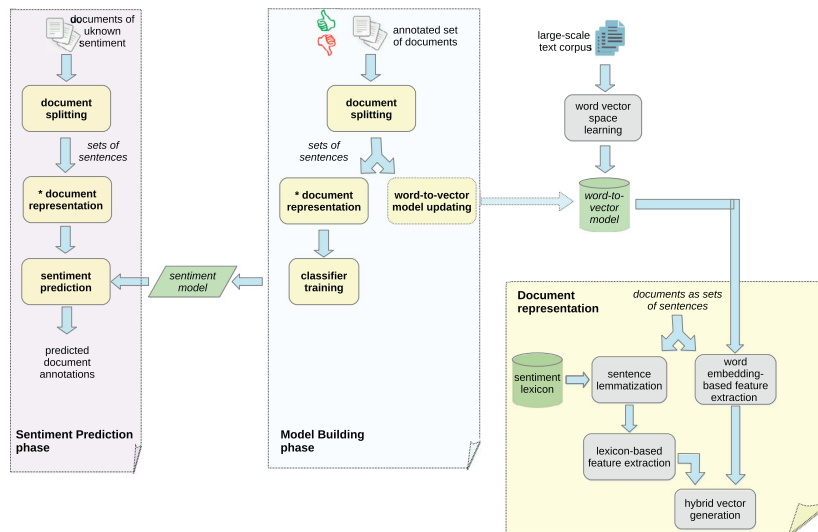 documents of
uknown
sentiment
document
splitting
sets of
sentences
* document
representation
sentiment
prediction
predicted
document
annotations
Sentiment Prediction
phase
sentiment
model
annotated set
of documents
document
splitting
sets of
sentences
* document
representation
word-to-vector
model updating
classifier
training
Model Building
phase
large-scale
text corpus
word vector
space
learning
word-to-
vector
model
Document
representation
documents as sets
of sentences
sentiment
lexicon
sentence
lemmatization
word
embedding-
based feature
extraction
lexicon-based
feature extraction
hybrid vector
generation